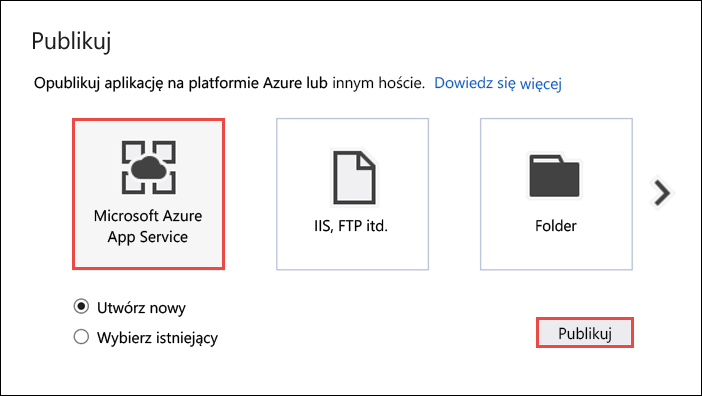 Publikuj
Opublikuj aplikację na platformie Azure lub innym hoście. Dowiedz się więcej
Microsoft Azure
App Service
IIS, FTP itd.
Folder
Utwórz nowy
Wybierz istniejący
Publikuj